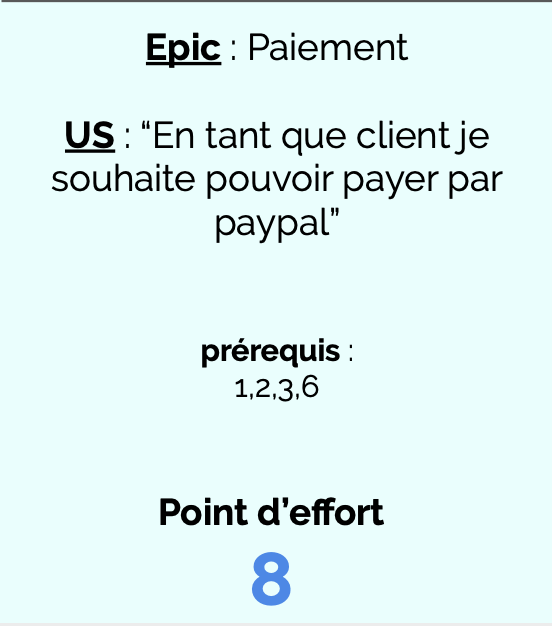 Epic : Paiement
US : “En tant que client je
souhaite pouvoir payer par
paypal”
prérequis :
1,2,3,6
Point d’effort
8